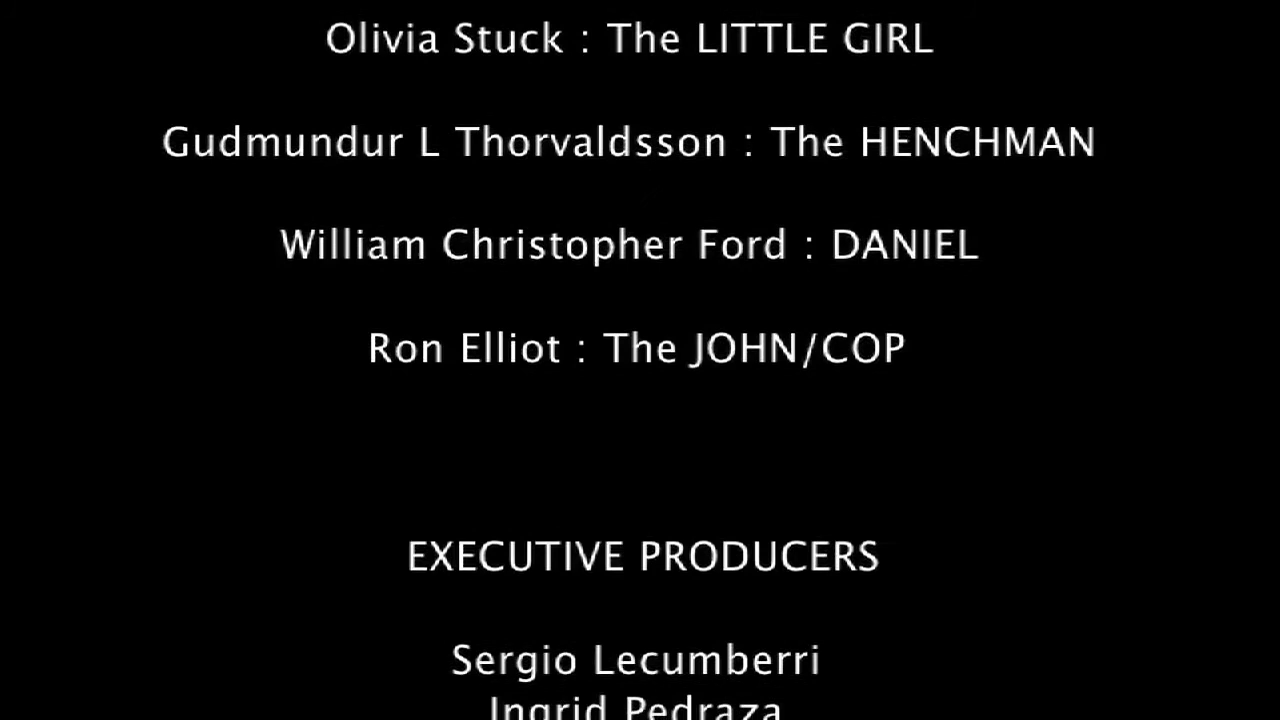 Olivia Stuck : The LITTLE GIRL
Gudmundur L Thorvaldsson : The HENCHMAN
William Christopher Ford : DANIEL
Ron Elliot : The JOHN/COP
EXECUTIVE PRODUCERS
Sergio Lecumberri
Ingrid Pedraza